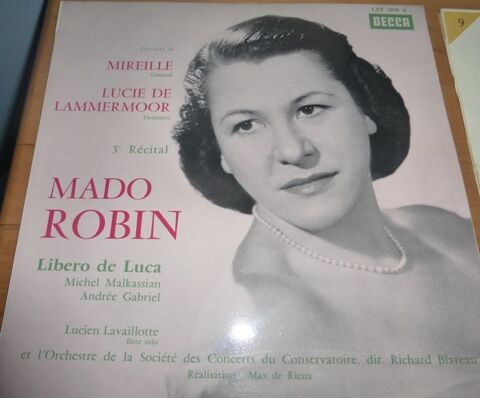 DECCA
Extraits de
MIREILLE
Gounod
LUCIE DE
LAMMERMOOR
Donizetti
3e Récital
MADO
ROBIN
Libero de Luca
Michel Malkassian
Andrée Gabriel
Lucien Lavaillotte
flûte solo
et l'Orchestre de la Société des Concerts du Conservatoire, dir. Richard Blareau
Réalisation : Max de Rieux
9